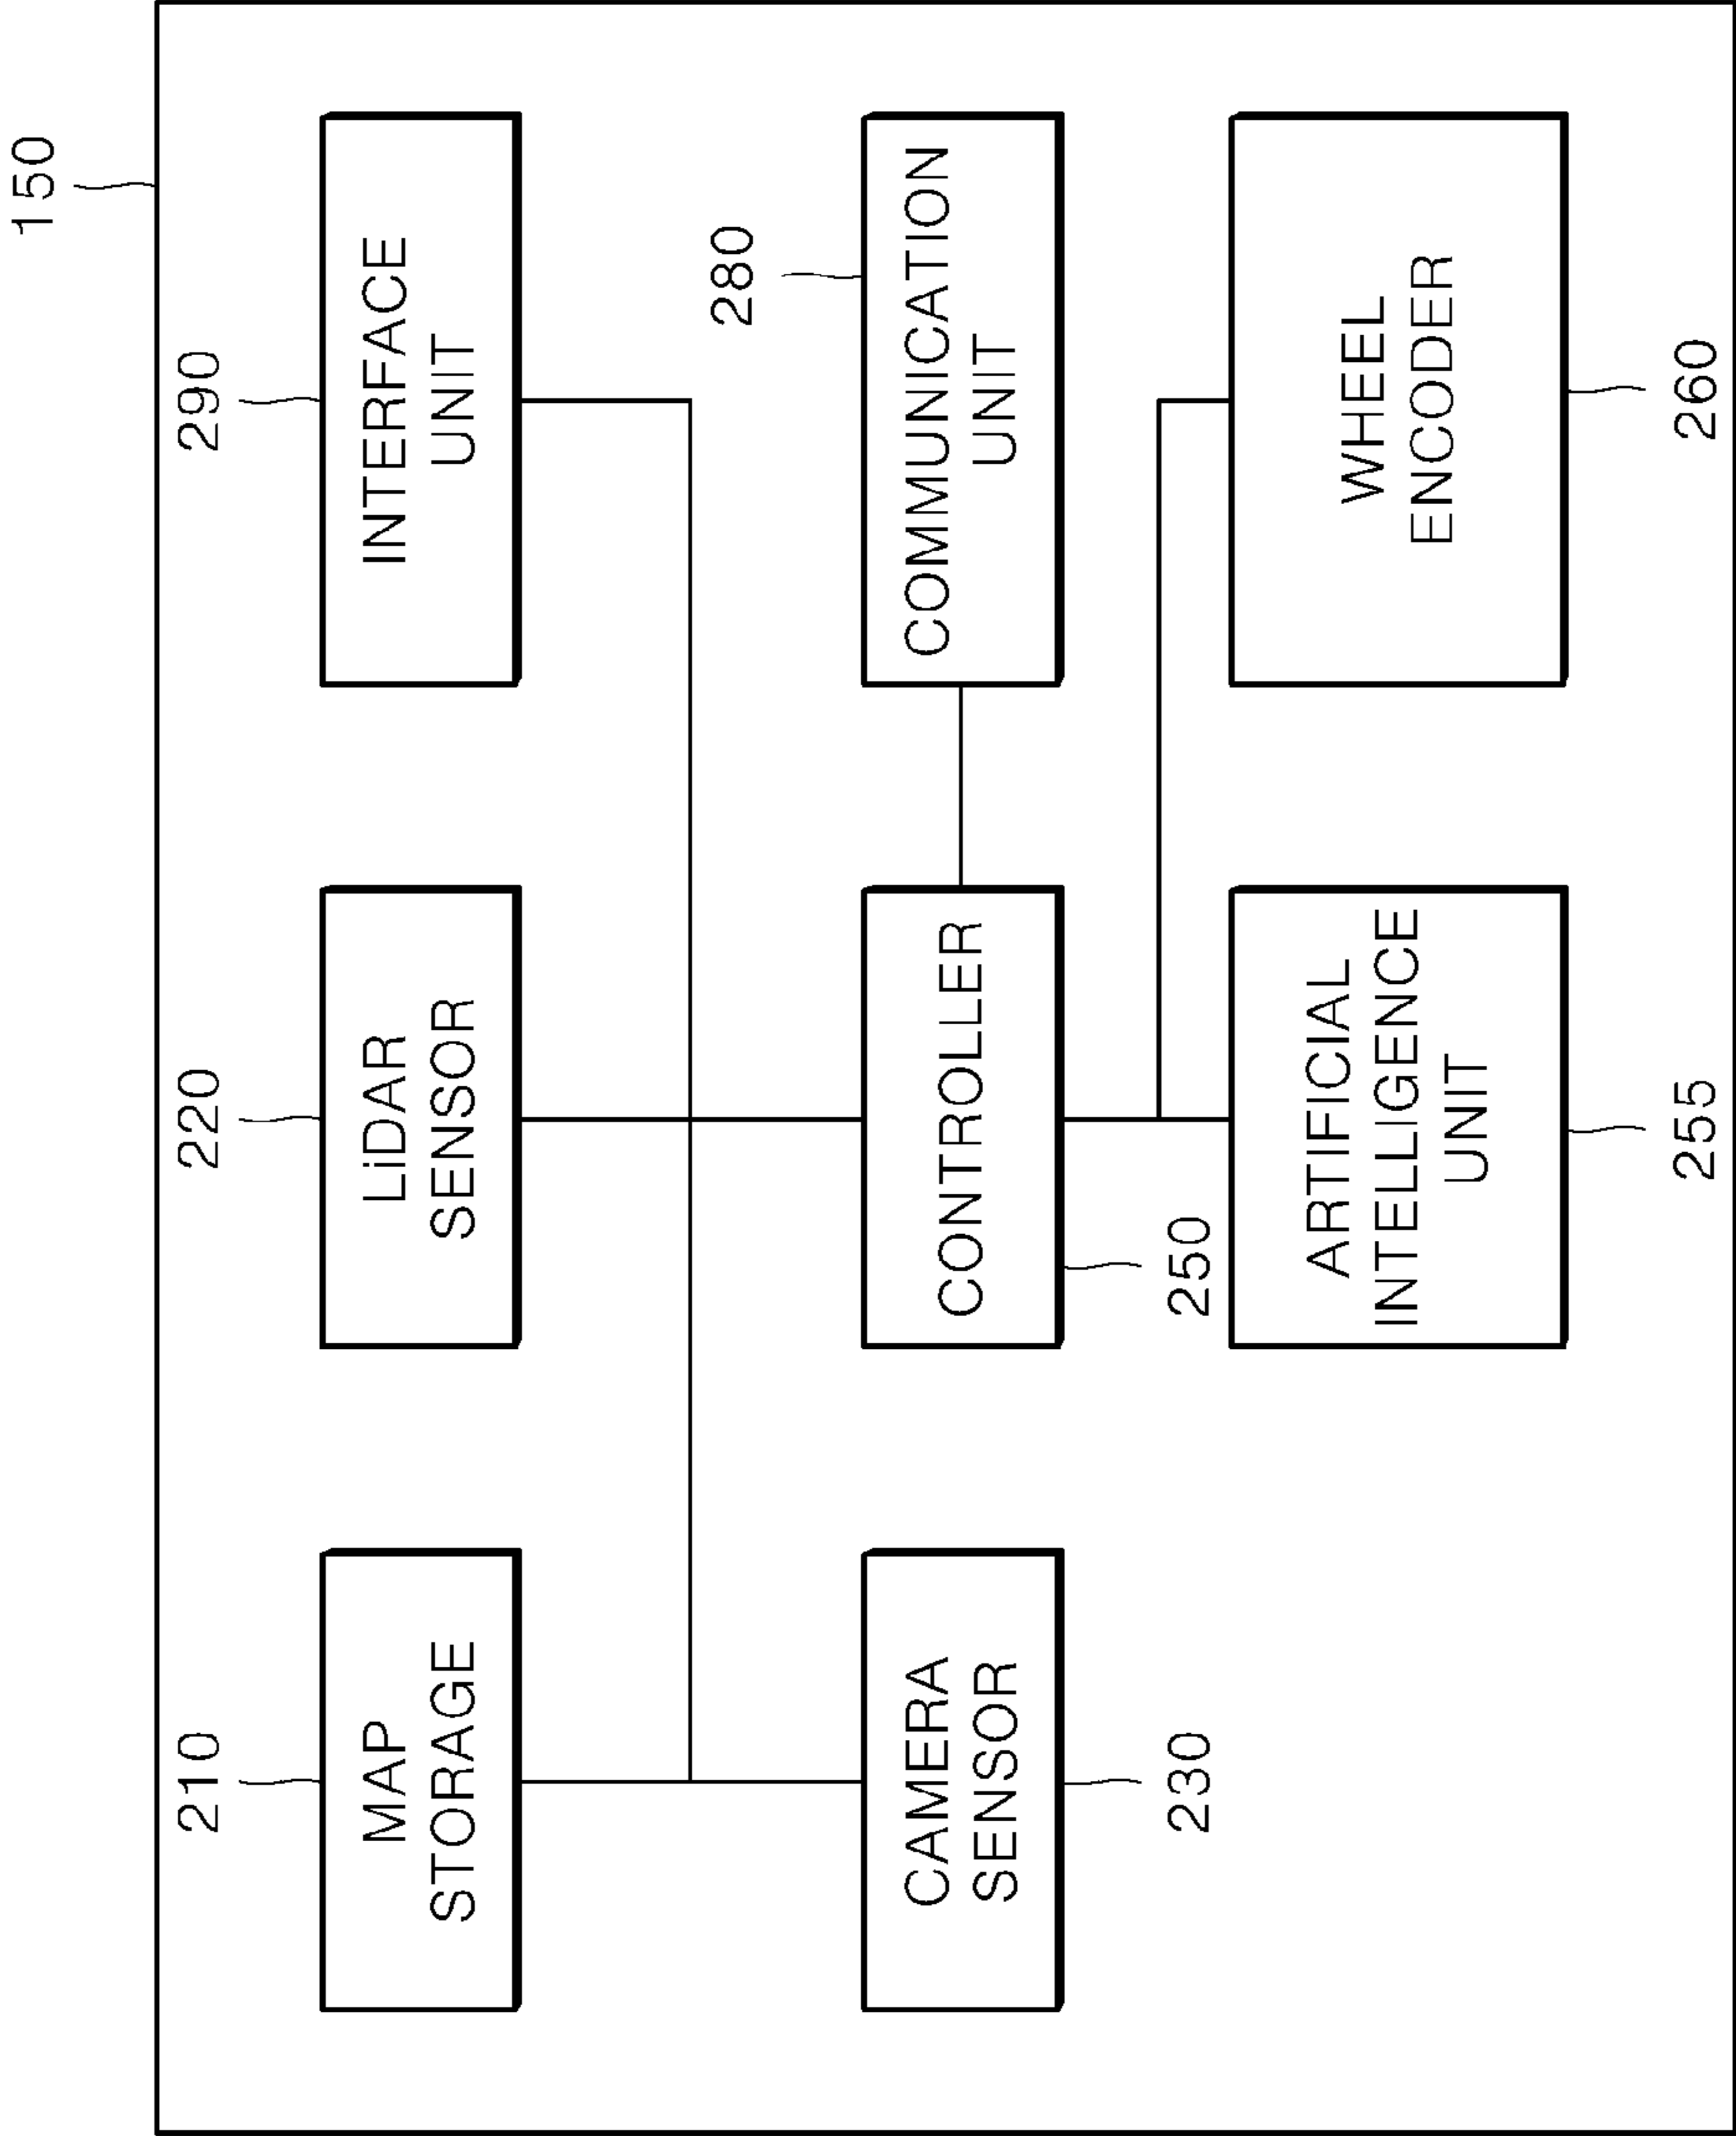 150
210
MAP
STORAGE
220
LiDAR
SENSOR
290
INTERFACE
UNIT
CAMERA
SENSOR
230
CONTROLLER
250
280
COMMUNICATION
UNIT
ARTIFICIAL
INTELLIGENCE
UNIT
255
WHEEL
ENCODER
260